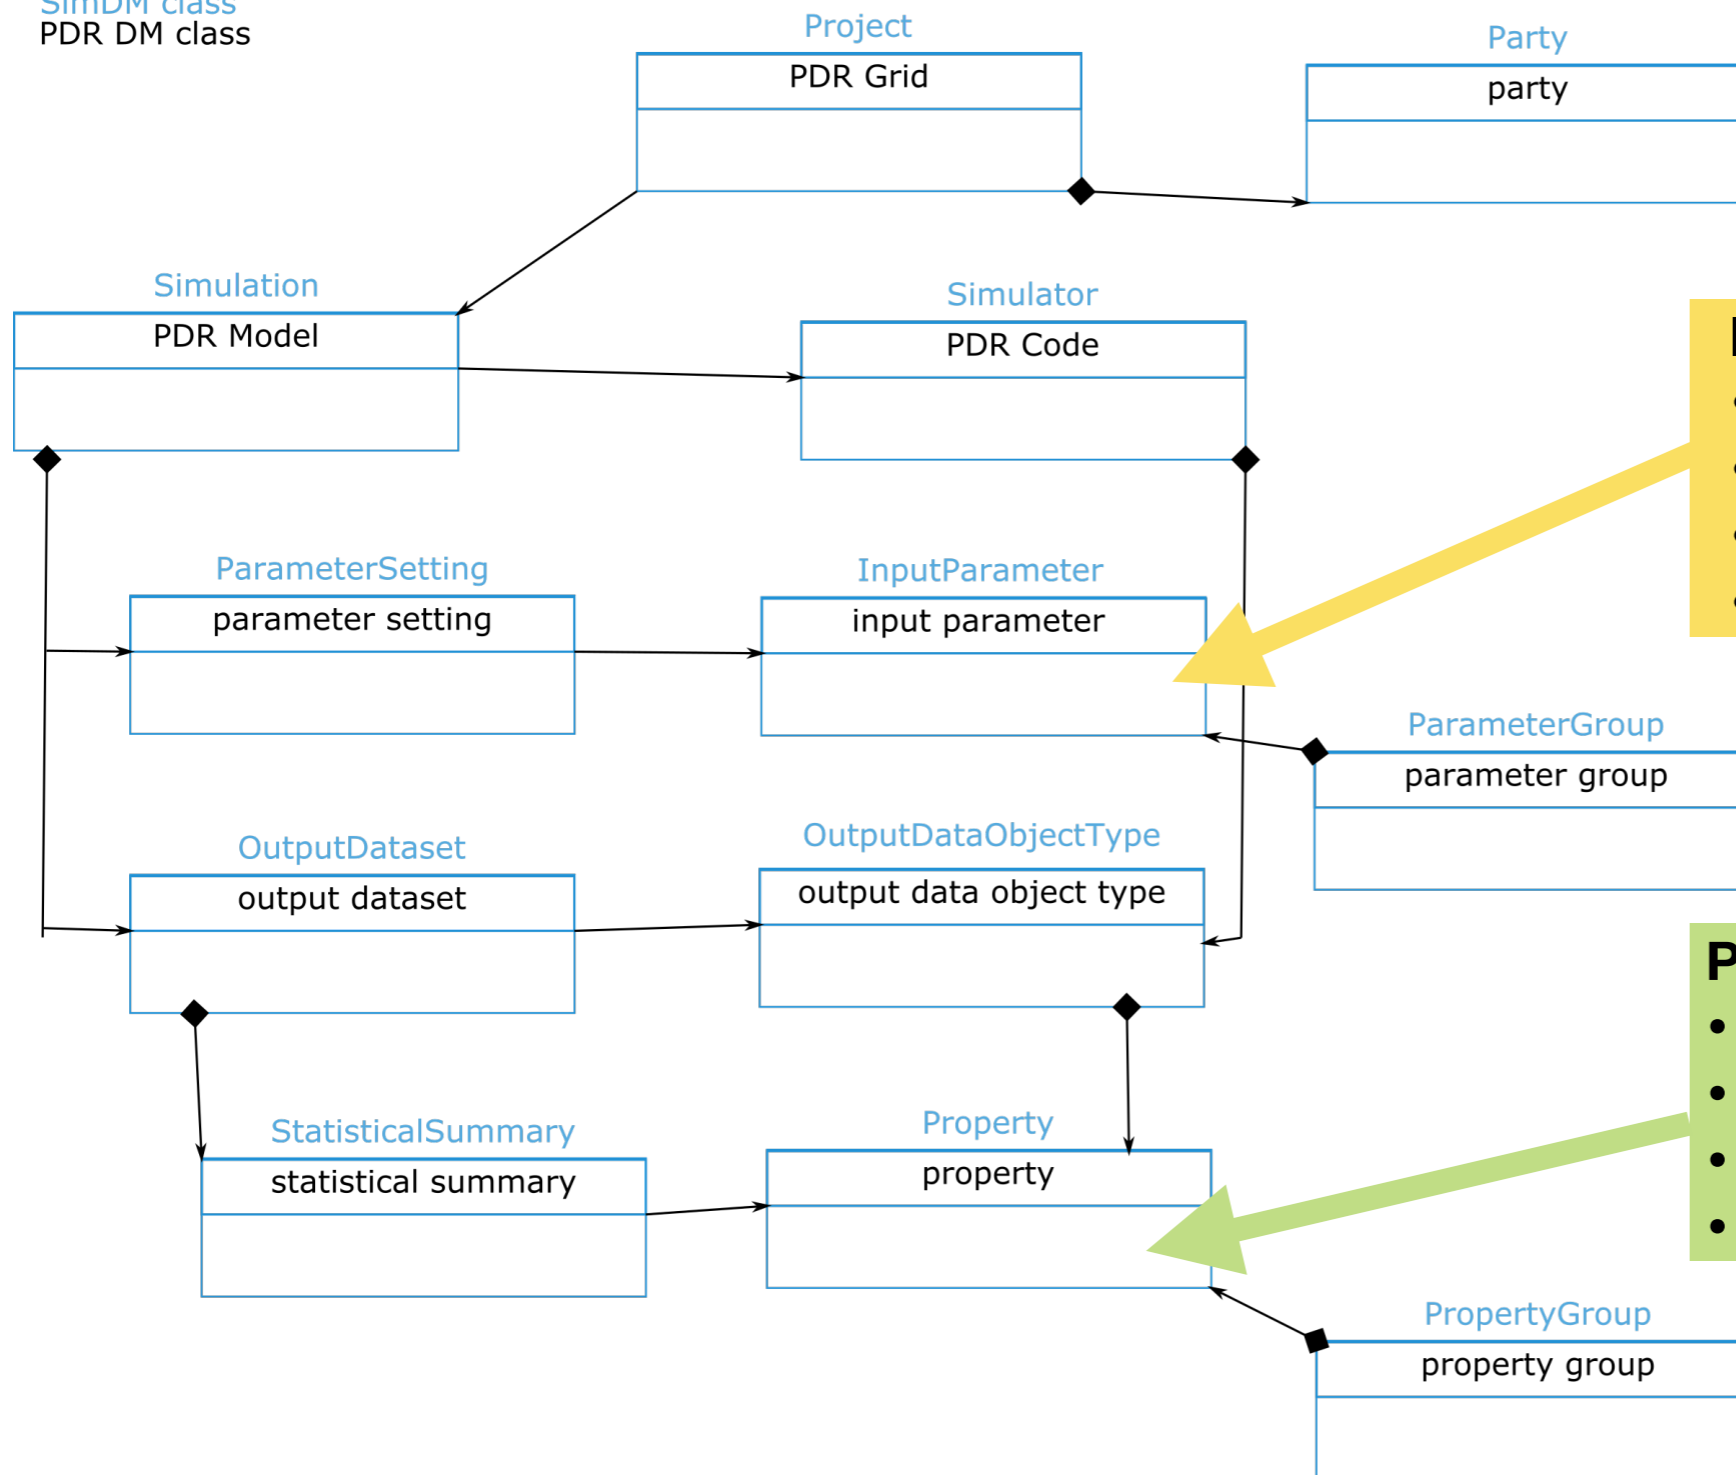 SimDM class
PDR DM class
Project
PDR Grid
Party
party
Simulation
PDR Model
Simulator
PDR Code
ParameterSetting
parameter setting
InputParameter
input parameter
ParameterGroup
parameter group
OutputDataset
output dataset
OutputDataObjectType
output data object type
P
•
•
•
•
StatisticalSummary
statistical summary
Property
property
PropertyGroup
property group